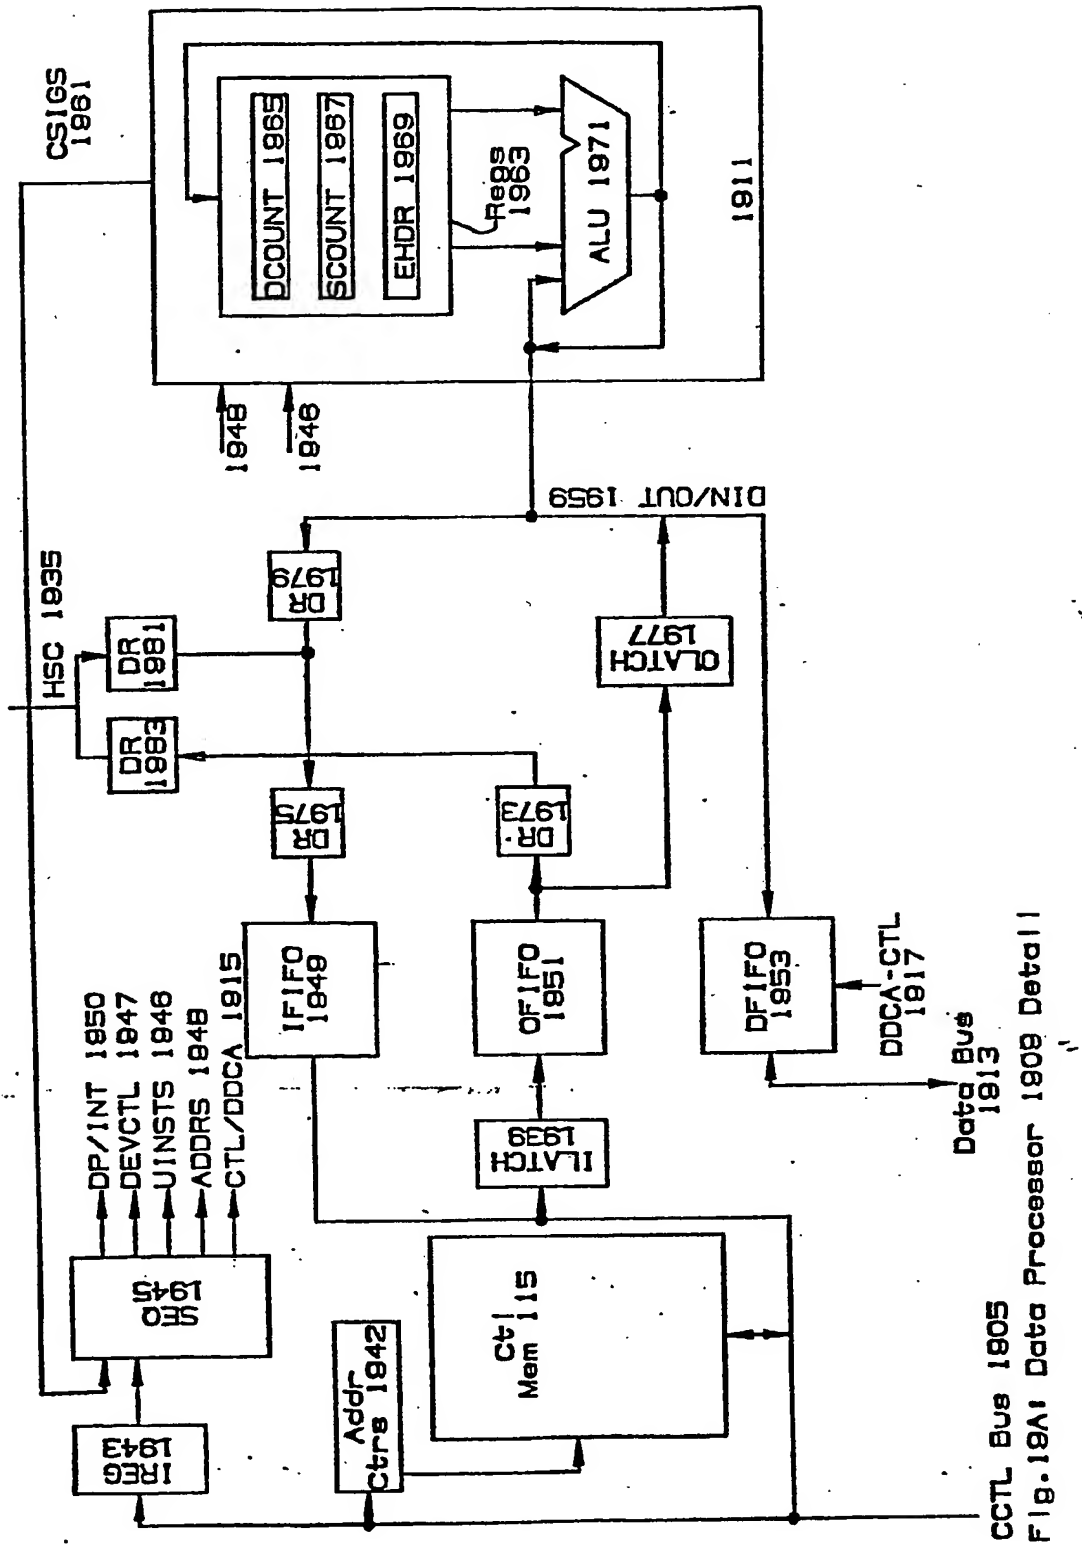 CSIGS
1961
DCOUNT 1965
SCOUNT 1967
EHDR 1969
Regs
1963
ALU 1971
1911
1948
1946
HSC 1935
DR
1981
DR
1983
DR
1979
DR
1975
DR
1973
DIN/OUT 1959
OLATCH
1977
IFIFO
1949
OFIFO
1951
DFIFO
1953
DDCA-CTL
1917
Data Bus
1913
DP/INT 1950
DEVCTL 1947
UINSTS 1946
ADDRS 1948
CTL/DDCA 1915
SEQ
1945
IREG
1943
ILATCH
1939
Addr
Ctrs 1942
Ctl
Mem 115
CCTL Bus 1905
Fig.19A: Data Processor 1909 Detail